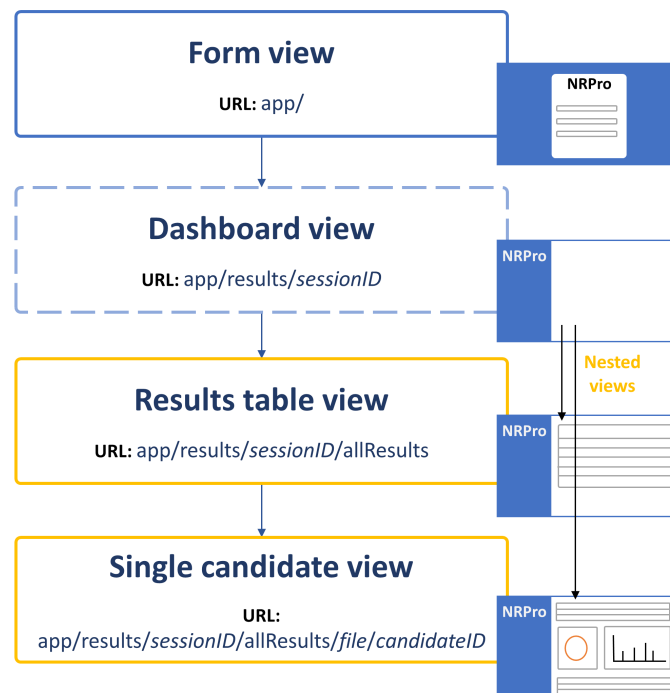 Form view
URL: app/
NRPro
Dashboard view
URL: app/results/sessionID
NRPro
Nested
views
Results table view
URL: app/results/sessionID/allResults
NRPro
Single candidate view
URL:
app/results/sessionID/allResults/file/candidateID
NRPro